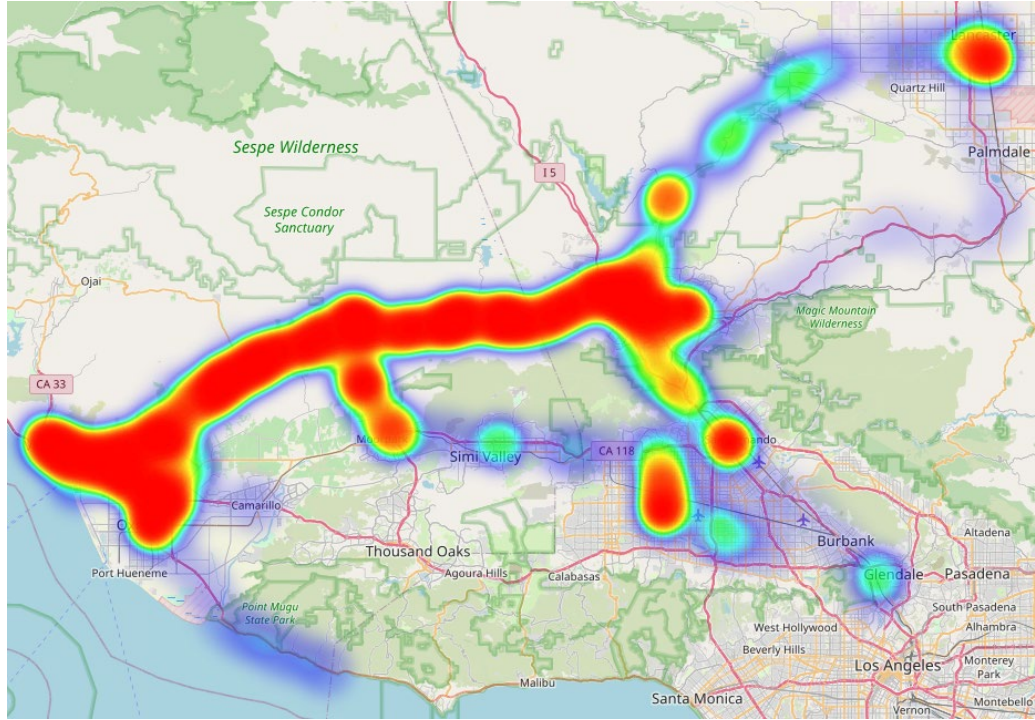 Lancaster
Quartz Hill
Palmdale
Sespe Wilderness
I 5
Sespe Condor
Sanctuary
Ojai
Magic Mountain
Wilderness
CA 33
Simi Valley
CA 118
Camarillo
Thousand Oaks
Agoura Hills
Calabasas
Burbank
Altadena
Port Hueneme
Glendale
Pasadena
Point Mugu
State Park
South Pasadena
West Hollywood
Alhambra
Beverly Hills
Los Angeles
Monterey
Park
Malibu
Santa Monica
Vernon
Montebello